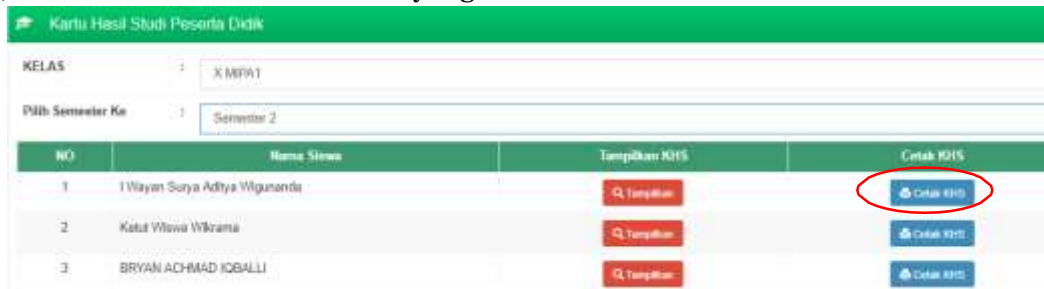 Kartu Hasil Studi Peserta Didik
KELAS : X MIPA1
Pilih Semester Ke : Semester 2
NO Nama Siswa Tampilkan KHS Cetak KHS
1 I Wayan Surya Aditya Wigunanda Tampilkan Cetak KHS
2 Ketut Wiswa Wikrama Tampilkan Cetak KHS
3 BRYAN ACHMAD IQBALLI Tampilkan Cetak KHS